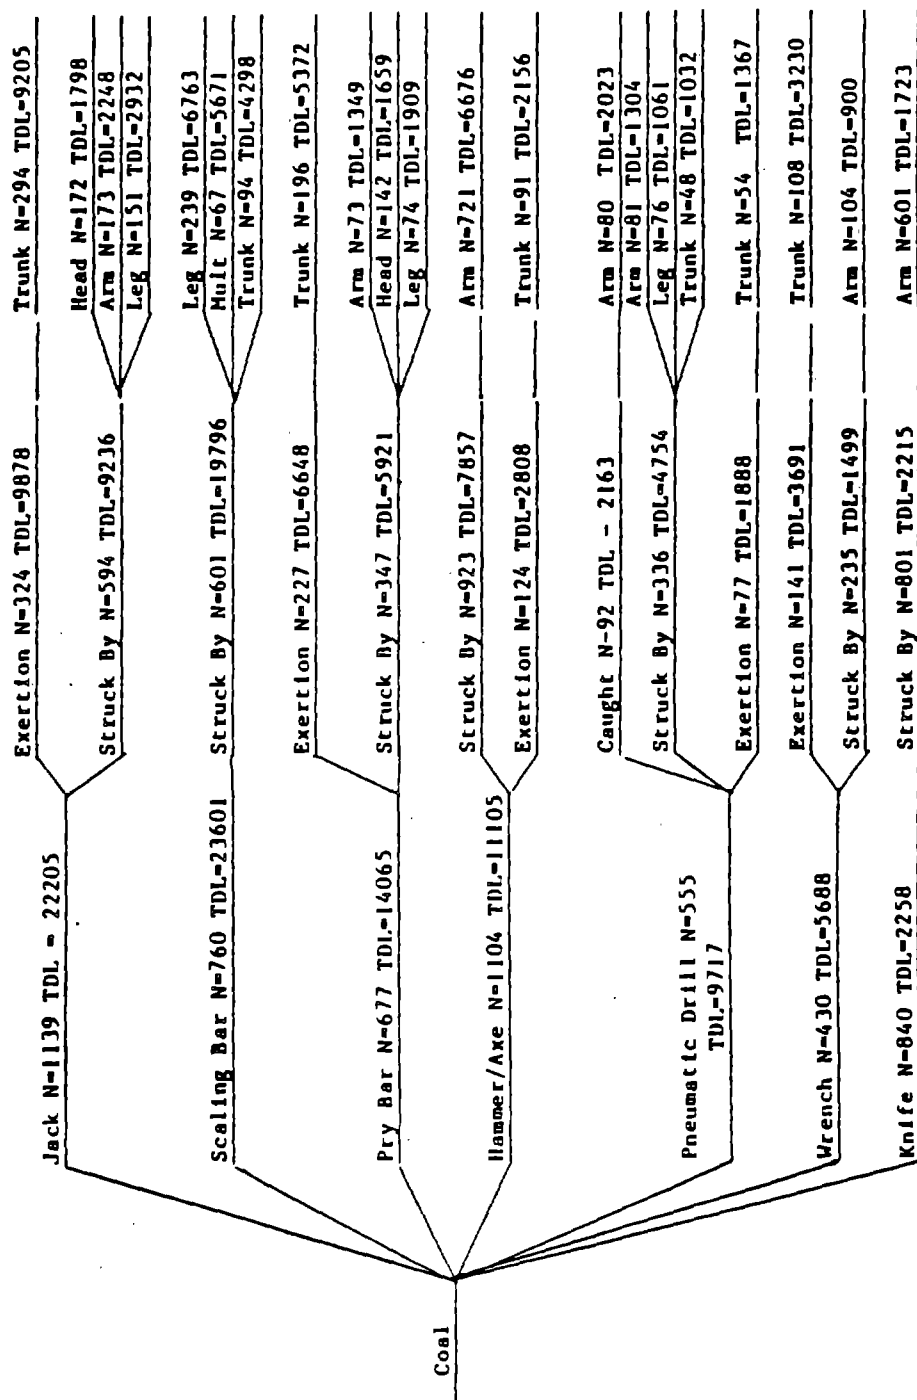 Coal
Jack N=1139 TDL = 22205
Exertion N=324 TDL=9878
Trunk N=294 TDL=9205
Struck By N=594 TDL=9236
Head N=172 TDL=1798
Arm N=173 TDL=2248
Leg N=151 TDL=2932
Scaling Bar N=760 TDL=23601
Struck By N=601 TDL=19796
Leg N=239 TDL=6763
Mult N=67 TDL=5671
Trunk N=94 TDL=4298
Pry Bar N=677 TDL=14065
Exertion N=227 TDL=6648
Trunk N=196 TDL=5372
Struck By N=347 TDL=5921
Arm N=73 TDL=1349
Head N=142 TDL=1659
Leg N=74 TDL=1909
Hammer/Axe N=1104 TDL=11105
Struck By N=923 TDL=7857
Arm N=721 TDL=6676
Exertion N=124 TDL=2808
Trunk N=91 TDL=2156
Pneumatic Drill N=555
TDL=9717
Caught N-92 TDL - 2163
Arm N=80 TDL=2023
Struck By N=336 TDL=4754
Arm N=81 TDL=1304
Leg N=76 TDL=1061
Trunk N=48 TDL=1032
Exertion N=77 TDL=1888
Trunk N=54 TDL=1367
Wrench N=430 TDL=5688
Exertion N=141 TDL=3691
Trunk N=108 TDL=3230
Struck By N=235 TDL=1499
Arm N=104 TDL=900
Knife N=840 TDL=2258
Struck By N=801 TDL=2215
Arm N=601 TDL=1723